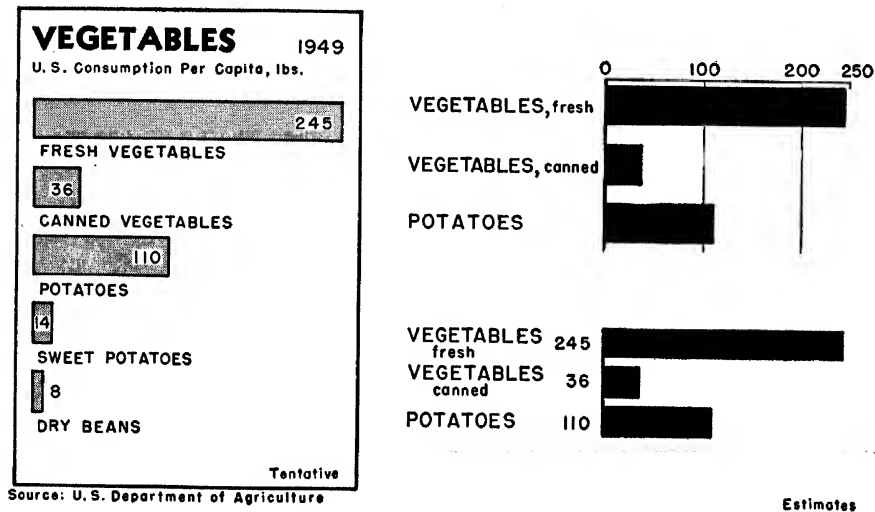 VEGETABLES 1949
U. S. Consumption Per Capita, lbs.
245
FRESH VEGETABLES
36
CANNED VEGETABLES
110
POTATOES
14
SWEET POTATOES
8
DRY BEANS
Tentative
Source: U. S. Department of Agriculture
0 100 200 250
VEGETABLES, fresh
VEGETABLES, canned
POTATOES
VEGETABLES 245
fresh
VEGETABLES 36
canned
POTATOES 110
Estimates